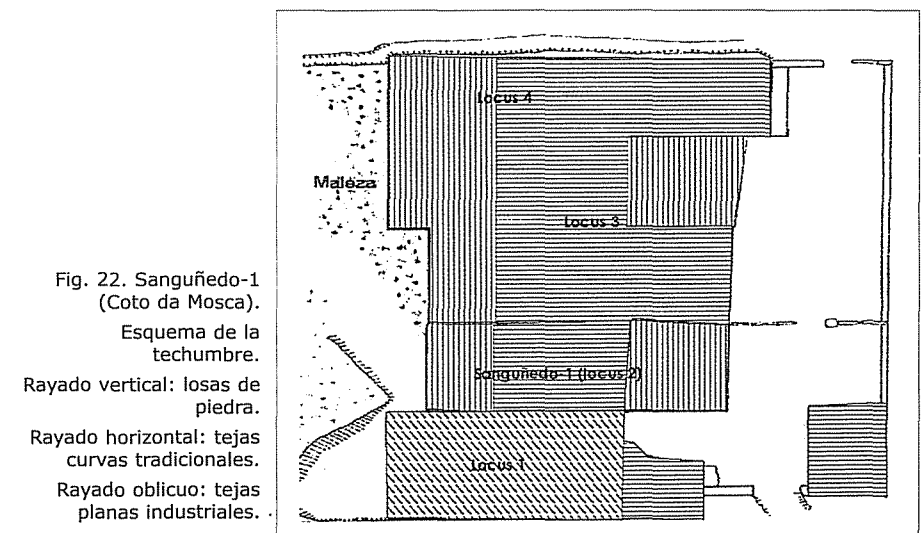 Fig. 22. Sanguñedo-1
(Coto da Mosca).
Esquema de la
techumbre.
Rayado vertical: losas de
piedra.
Rayado horizontal: tejas
curvas tradicionales.
Rayado oblicuo: tejas
planas industriales.
Locus 4
Maleza
Locus 3
Sanguñedo-1 (locus 2)
Locus 1